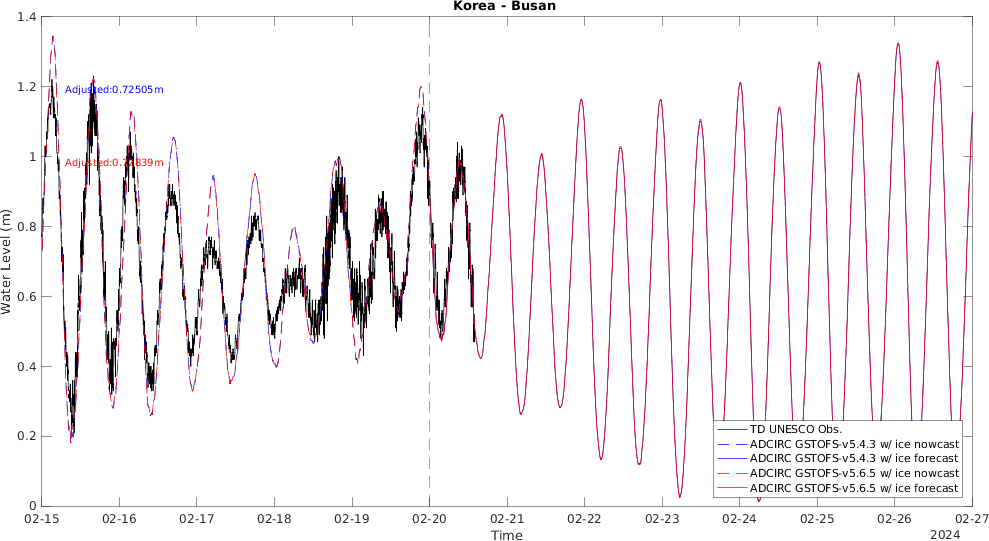 Korea - Busan
1.4
1.2
1
0.8
0.6
0.4
0.2
0
Water Level (m)
Adjusted:0.72505m
TD UNESCO Obs.
ADCIRC GSTOFS-v5.4.3 w/ ice nowcast
ADCIRC GSTOFS-v5.4.3 w/ ice forecast
ADCIRC GSTOFS-v5.6.5 w/ ice nowcast
ADCIRC GSTOFS-v5.6.5 w/ ice forecast
02-15 02-16 02-17 02-18 02-19 02-20 02-21 02-22 02-23 02-24 02-25 02-26 02-27
Time
2024